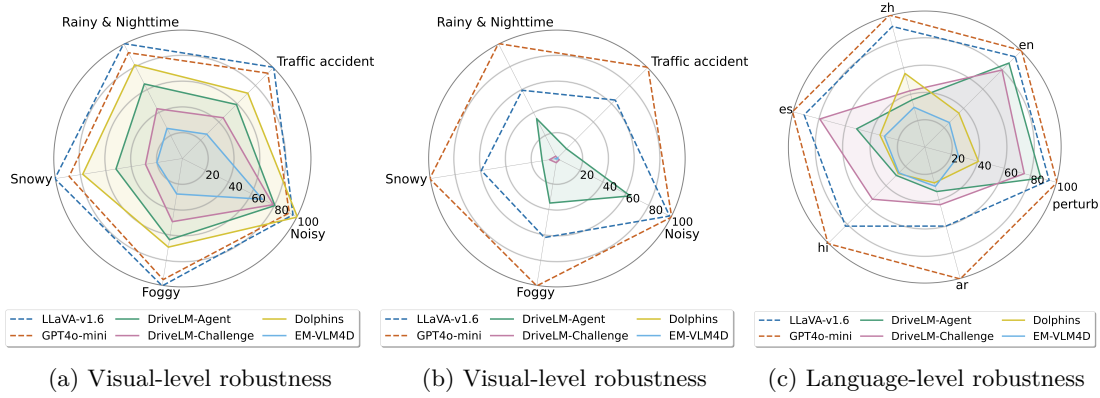 Rainy & Nighttime
Traffic accident
Snowy
20
40
60
80
100
Noisy
Foggy
LLaVA-v1.6
DriveLM-Agent
Dolphins
GPT4o-mini
DriveLM-Challenge
EM-VLM4D
(a) Visual-level robustness
Rainy & Nighttime
Traffic accident
Snowy
20
40
60
80
100
Noisy
Foggy
LLaVA-v1.6
DriveLM-Agent
Dolphins
GPT4o-mini
DriveLM-Challenge
EM-VLM4D
(b) Visual-level robustness
zh
en
es
20
40
60
80
100
perturb
hi
ar
LLaVA-v1.6
DriveLM-Agent
Dolphins
GPT4o-mini
DriveLM-Challenge
EM-VLM4D
(c) Language-level robustness